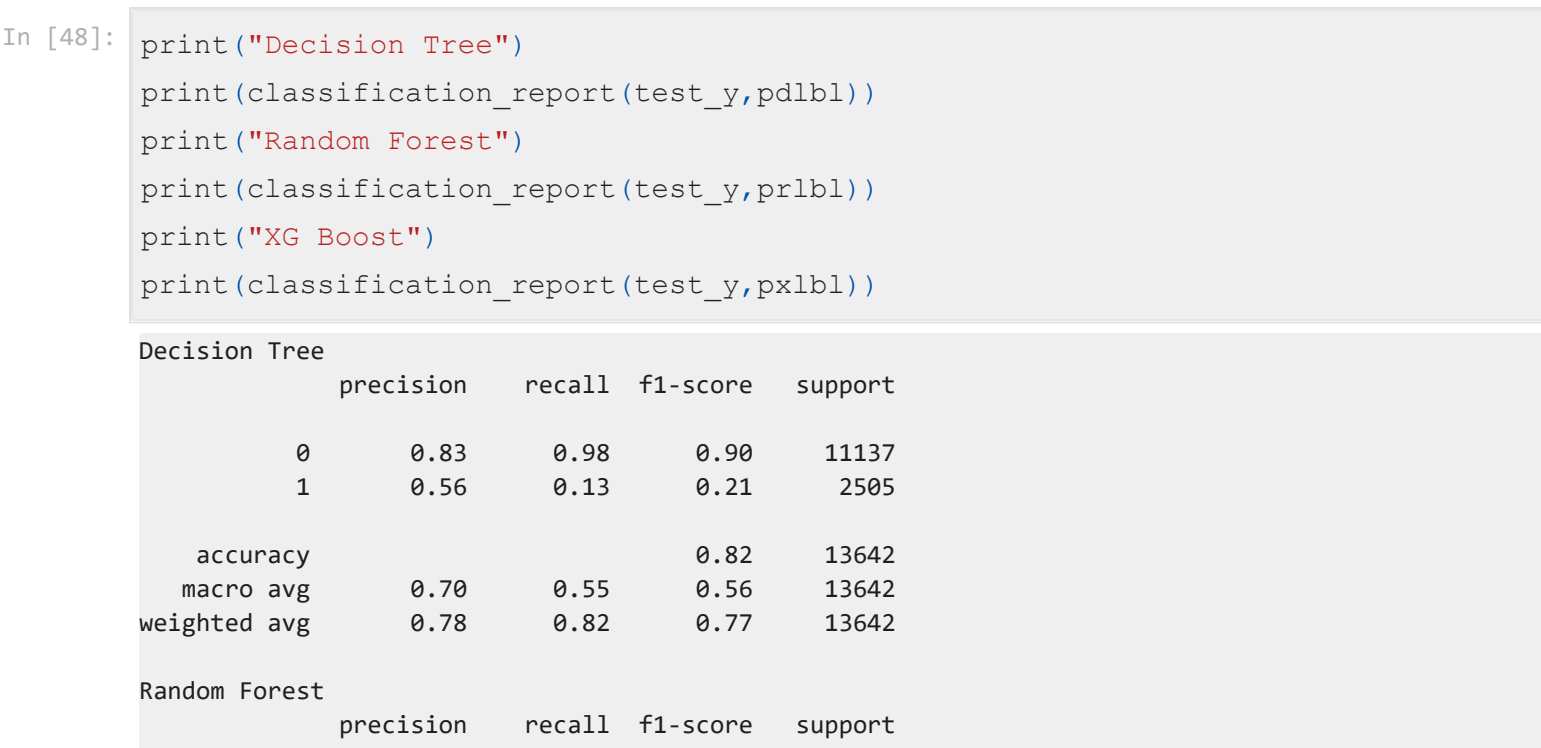 In [48]:
print("Decision Tree")
print(classification_report(test_y,pdlbl))
print("Random Forest")
print(classification_report(test_y,prlbl))
print("XG Boost")
print(classification_report(test_y,pxlbl))
Decision Tree
precision recall f1-score support
0 0.83 0.98 0.90 11137
1 0.56 0.13 0.21 2505
accuracy 0.82 13642
macro avg 0.70 0.55 0.56 13642
weighted avg 0.78 0.82 0.77 13642
Random Forest
precision recall f1-score support